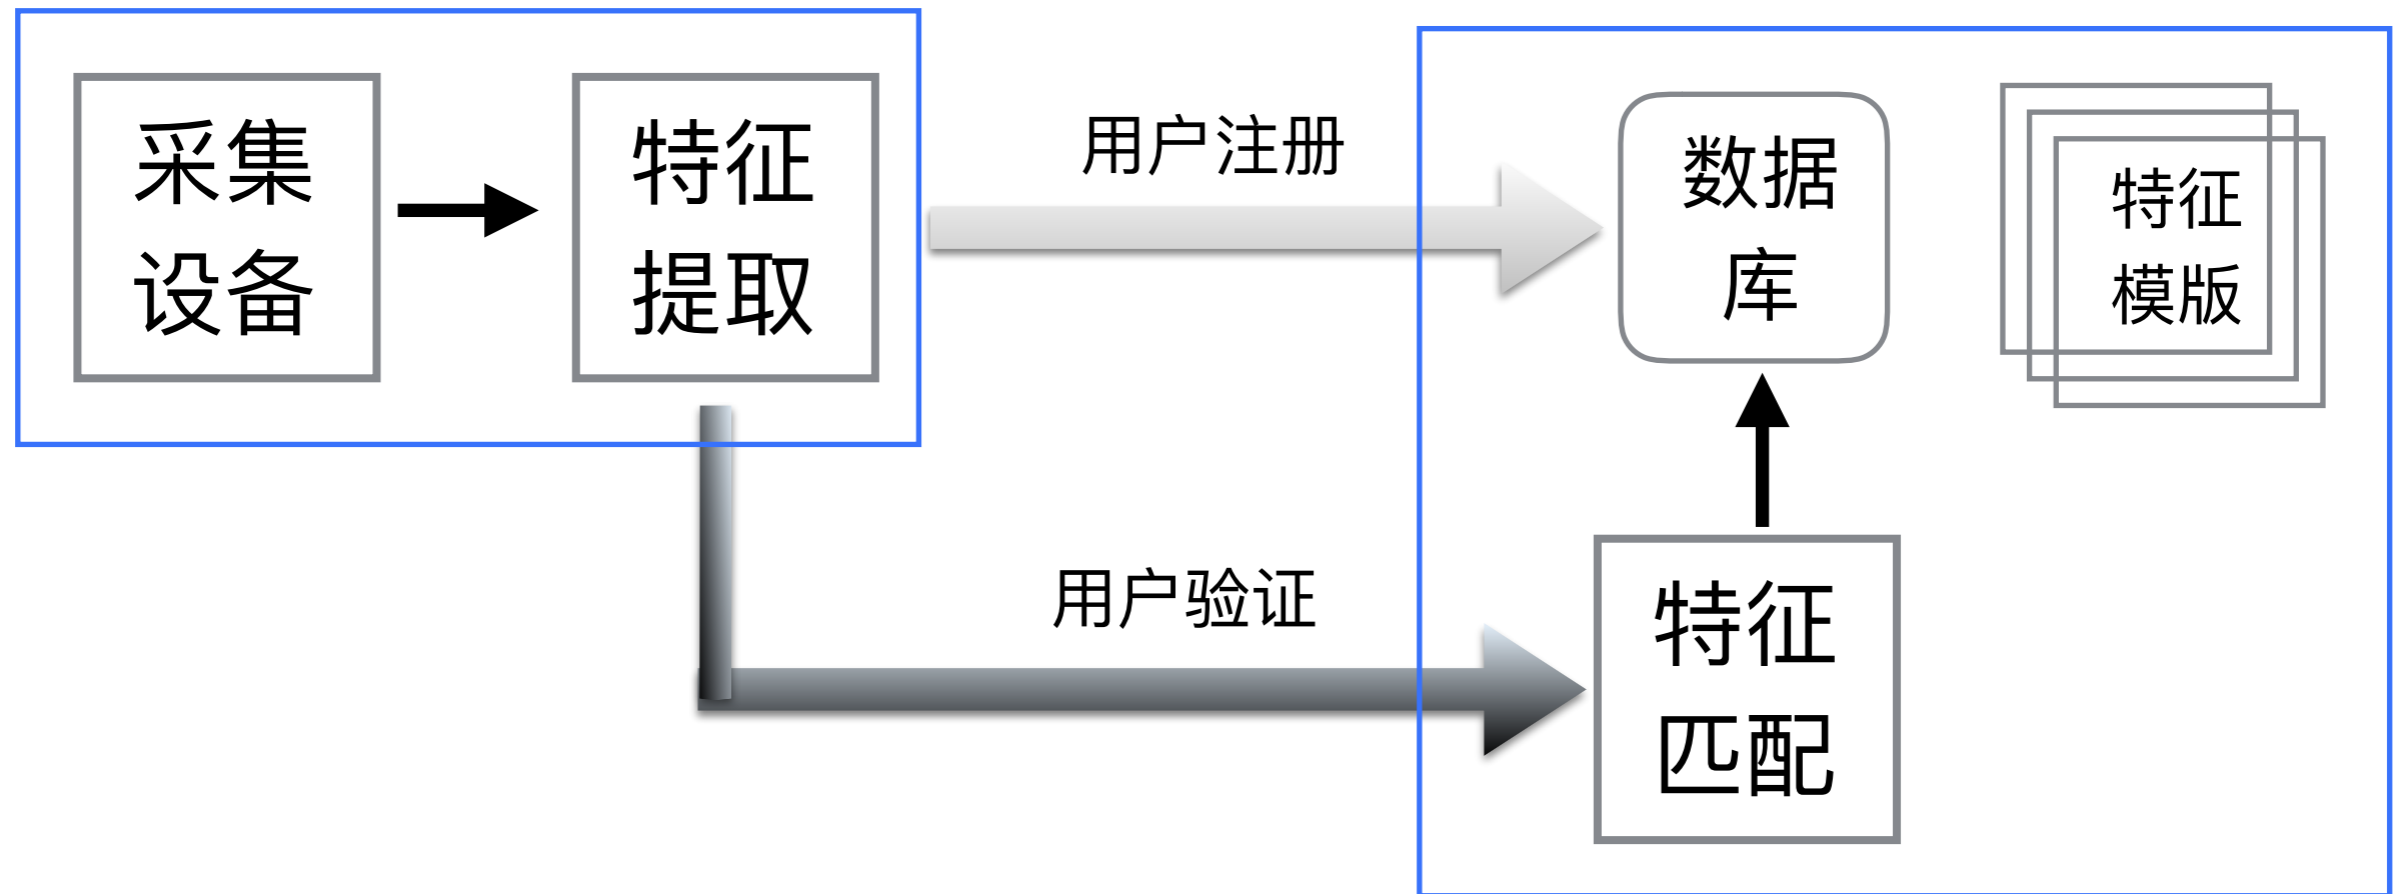 采集
设备
特征
提取
用户注册
数据
库
特征
模版
用户验证
特征
匹配